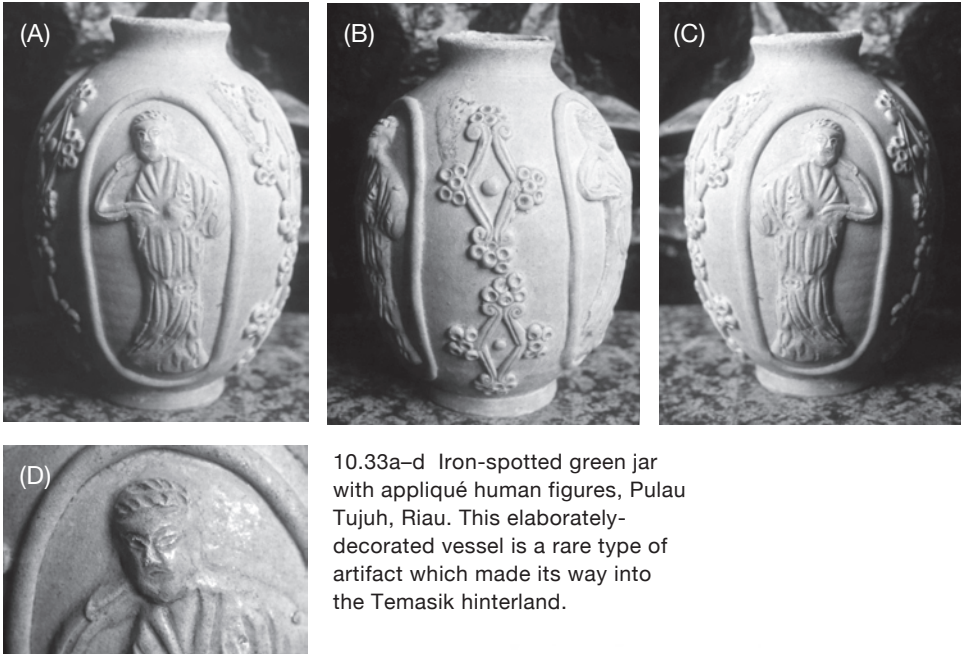 (A)
(B)
(C)
(D)
10.33a–d Iron-spotted green jar
with appliqué human figures, Pulau
Tujuh, Riau. This elaborately-
decorated vessel is a rare type of
artifact which made its way into
the Temasik hinterland.